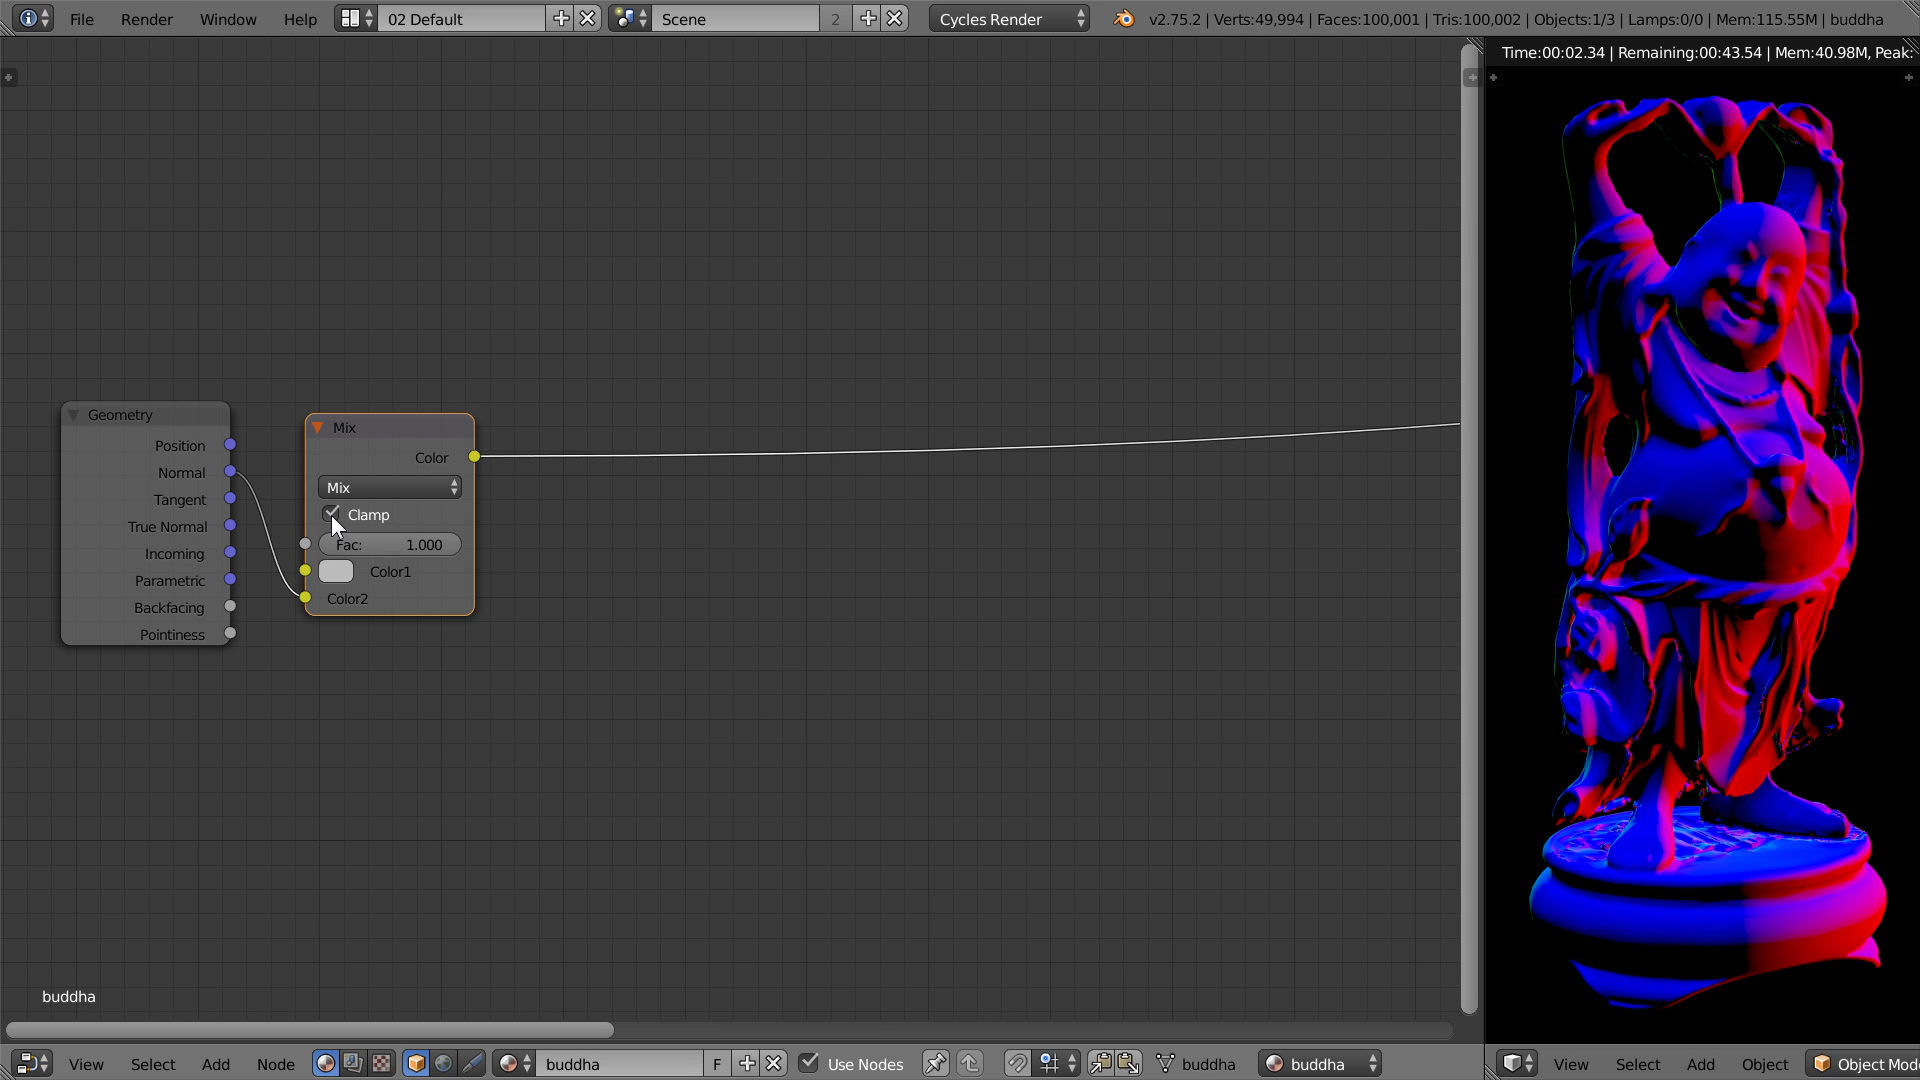 File Render Window Help 02 Default Scene 2 Cycles Render v2.75.2 | Verts:49,994 | Faces:100,001 | Tris:100,002 | Objects:1/3 | Lamps:0/0 | Mem:115.55M | buddha
Time:00:02.34 | Remaining:00:43.54 | Mem:40.98M, Peak:
Geometry
Position
Normal
Tangent
True Normal
Incoming
Parametric
Backfacing
Pointiness
Mix
Color
Mix
Clamp
Fac: 1.000
Color1
Color2
buddha
View Select Add Node buddha F Use Nodes buddha buddha
View Select Add Object Object Mode